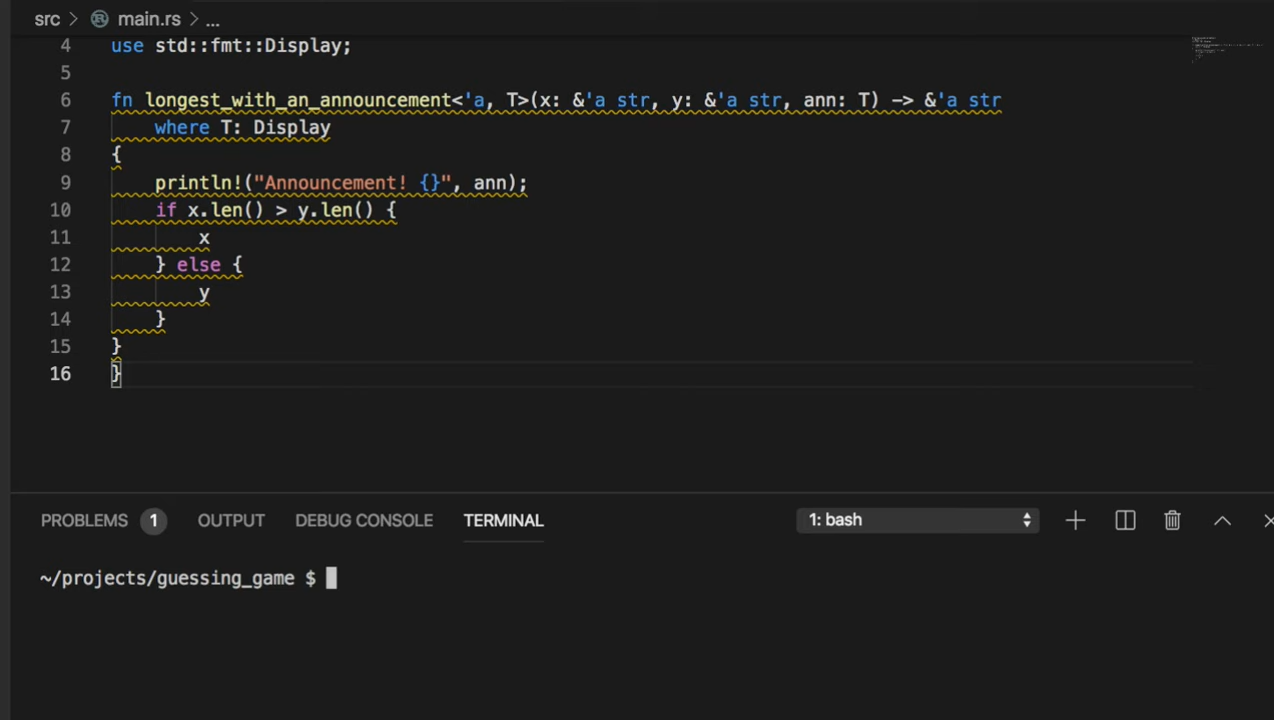 src > main.rs > ...
4 use std::fmt::Display;
5
6 fn longest_with_an_announcement<'a, T>(x: &'a str, y: &'a str, ann: T) -> &'a str
7     where T: Display
8 {
9     println!("Announcement! {}", ann);
10     if x.len() > y.len() {
11         x
12     } else {
13         y
14     }
15 }
16 }
PROBLEMS 1 OUTPUT DEBUG CONSOLE TERMINAL 1: bash
~/projects/guessing_game $